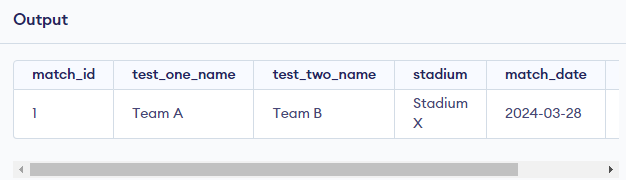 Output
match_id test_one_name test_two_name stadium match_date
1 Team A Team B Stadium X 2024-03-28